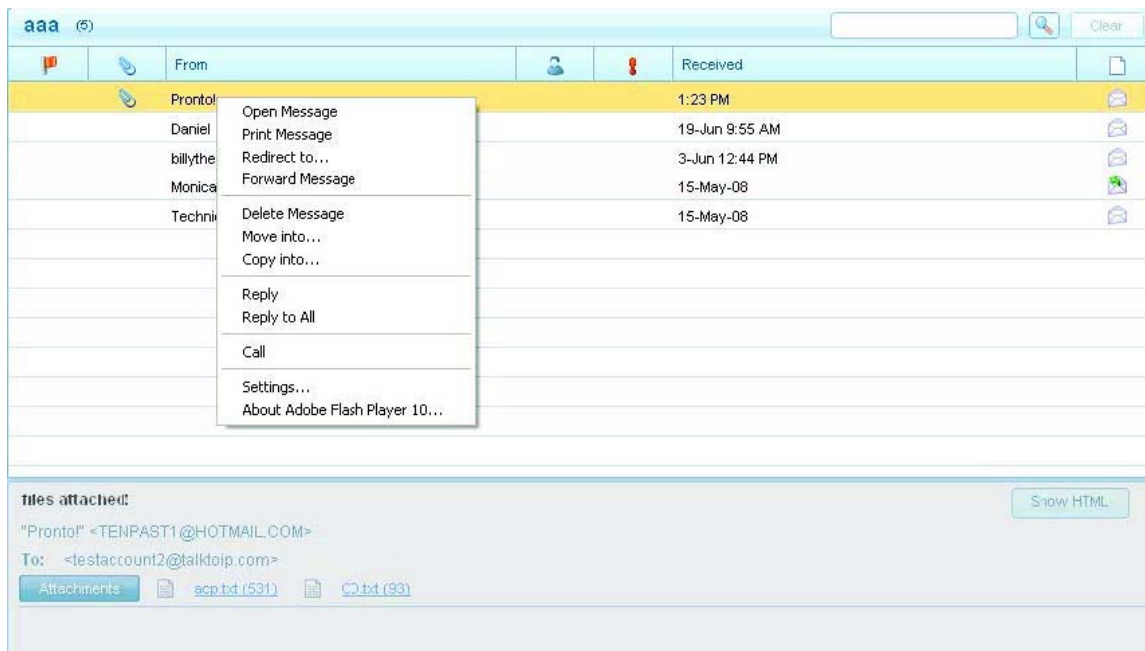 aaa (5)
Clear
From Received
Pronto! 1:23 PM
Daniel 19-Jun 9:55 AM
billythe 3-Jun 12:44 PM
Monica 15-May-08
Techni 15-May-08
Open Message
Print Message
Redirect to...
Forward Message
Delete Message
Move into...
Copy into...
Reply
Reply to All
Call
Settings...
About Adobe Flash Player 10...
files attached!
Show HTML
"Pronto!" <TENPAST1@HOTMAIL.COM>
To: <testaccount2@talktoip.com>
Attachments acp.txt (531) CD.txt (93)